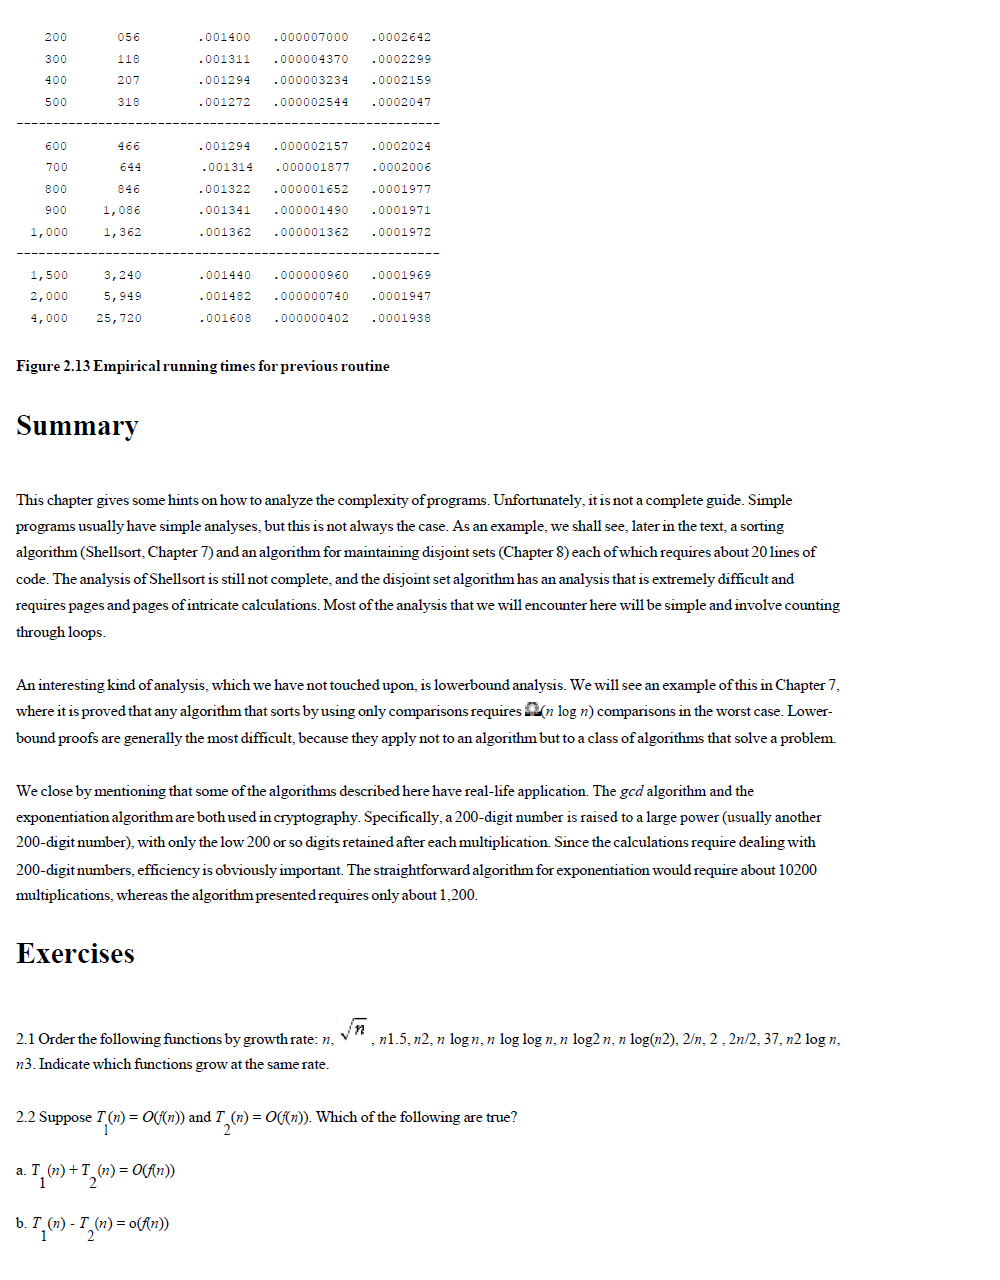 200 056 .001400 .000007000 .0002642
300 118 .001311 .000004370 .0002299
400 207 .001294 .000003234 .0002159
500 318 .001272 .000002544 .0002047
---------------------------------------------------------
600 466 .001294 .000002157 .0002024
700 644 .001314 .000001877 .0002006
800 846 .001322 .000001652 .0001977
900 1,086 .001341 .000001490 .0001971
1,000 1,362 .001362 .000001362 .0001972
---------------------------------------------------------
1,500 3,240 .001440 .000000960 .0001969
2,000 5,949 .001482 .000000740 .0001947
4,000 25,720 .001608 .000000402 .0001938
Figure 2.13 Empirical running times for previous routine
Summary
This chapter gives some hints on how to analyze the complexity of programs. Unfortunately, it is not a complete guide. Simple
programs usually have simple analyses, but this is not always the case. As an example, we shall see, later in the text, a sorting
algorithm (Shellsort, Chapter 7) and an algorithm for maintaining disjoint sets (Chapter 8) each of which requires about 20 lines of
code. The analysis of Shellsort is still not complete, and the disjoint set algorithm has an analysis that is extremely difficult and
requires pages and pages of intricate calculations. Most of the analysis that we will encounter here will be simple and involve counting
through loops.
An interesting kind of analysis, which we have not touched upon, is lowerbound analysis. We will see an example of this in Chapter 7,
where it is proved that any algorithm that sorts by using only comparisons requires Ω(n log n) comparisons in the worst case. Lower-
bound proofs are generally the most difficult, because they apply not to an algorithm but to a class of algorithms that solve a problem.
We close by mentioning that some of the algorithms described here have real-life application. The gcd algorithm and the
exponentiation algorithm are both used in cryptography. Specifically, a 200-digit number is raised to a large power (usually another
200-digit number), with only the low 200 or so digits retained after each multiplication. Since the calculations require dealing with
200-digit numbers, efficiency is obviously important. The straightforward algorithm for exponentiation would require about 10200
multiplications, whereas the algorithm presented requires only about 1,200.
Exercises
2.1 Order the following functions by growth rate: n, √n , n1.5, n2, n log n, n log log n, n log2 n, n log(n2), 2/n, 2 , 2n/2, 37, n2 log n,
n3. Indicate which functions grow at the same rate.
2.2 Suppose T1(n) = O(f(n)) and T2(n) = O(f(n)). Which of the following are true?
a. T1(n) + T2(n) = O(f(n))
b. T1(n) - T2(n) = o(f(n))